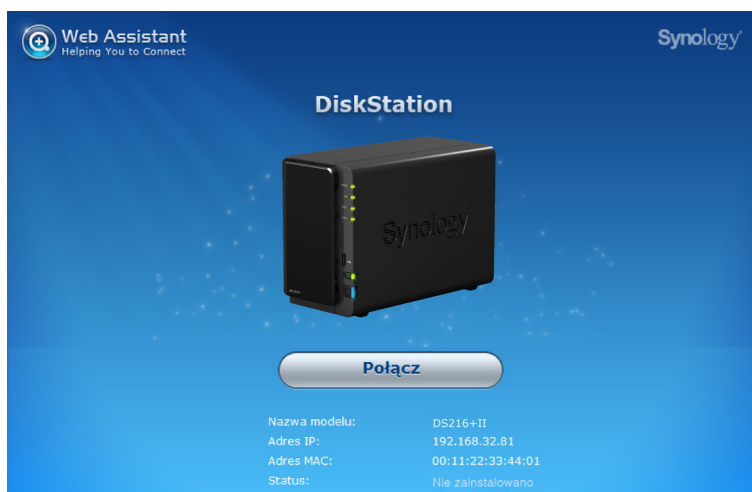 Web Assistant
Helping You to Connect
Synology
DiskStation
Synology
Połącz
Nazwa modelu: DS216+II
Adres IP: 192.168.32.81
Adres MAC: 00:11:22:33:44:01
Status: Nie zainstalowano